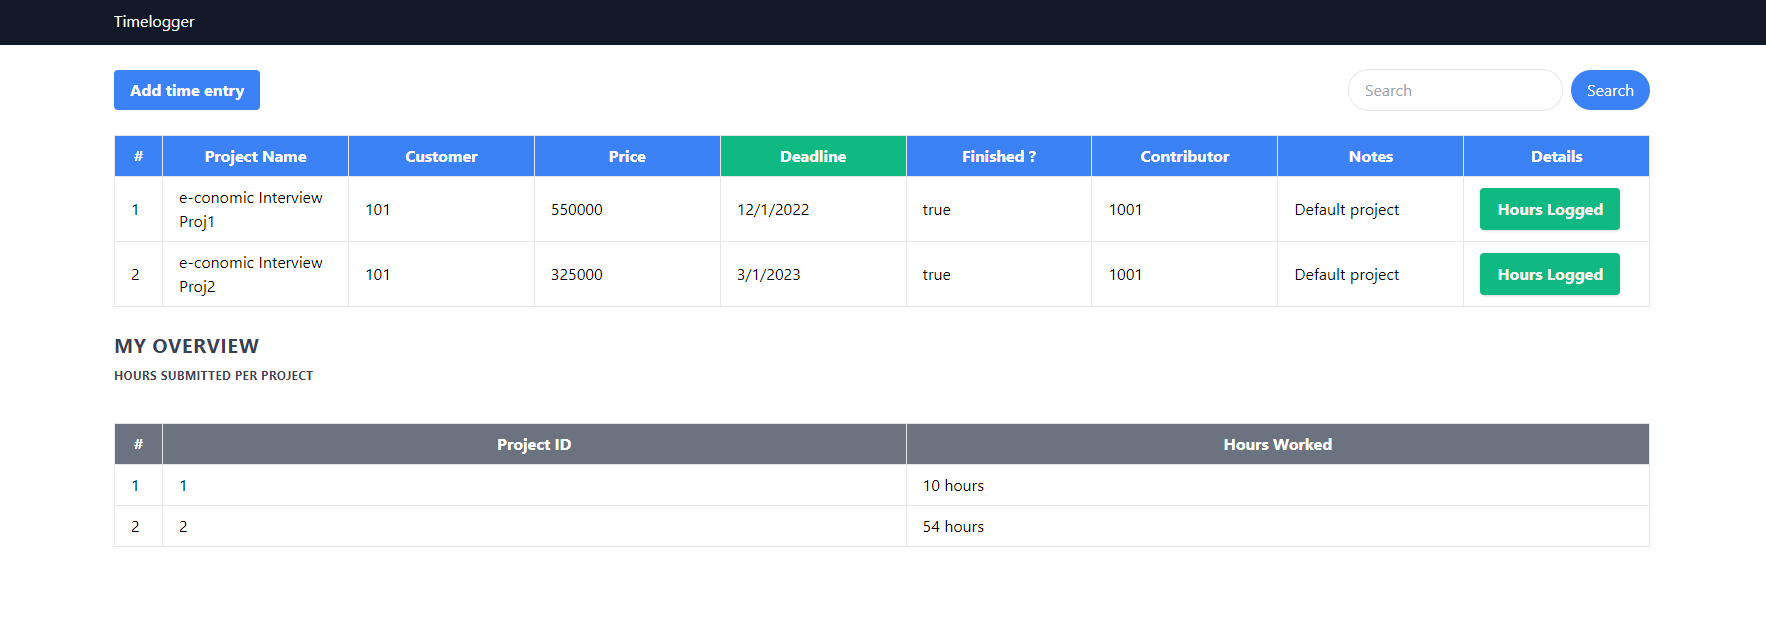 Timelogger
Add time entry
Search Search
# Project Name Customer Price Deadline Finished ? Contributor Notes Details
1 e-conomic Interview 101 550000 12/1/2022 true 1001 Default project Hours Logged
Proj1
2 e-conomic Interview 101 325000 3/1/2023 true 1001 Default project Hours Logged
Proj2
MY OVERVIEW
HOURS SUBMITTED PER PROJECT
# Project ID Hours Worked
1 1 10 hours
2 2 54 hours